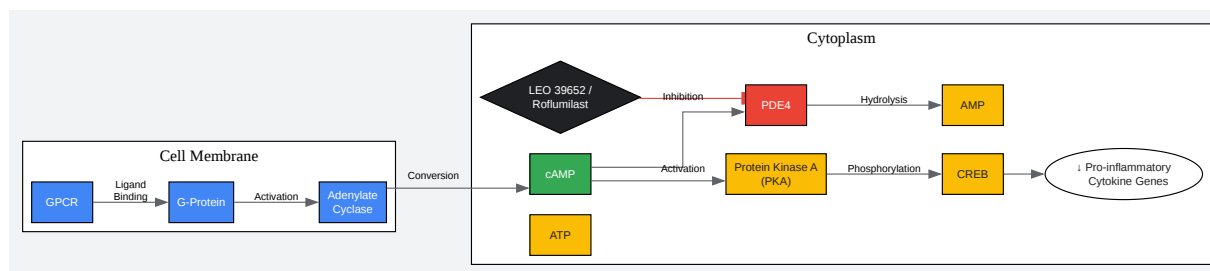 Cytoplasm
LEO 39652 /
Roflumilast
Inhibition
PDE4
Hydrolysis
AMP
Cell Membrane
GPCR
Ligand
Binding
G-Protein
Activation
Adenylate
Cyclase
Conversion
cAMP
Activation
Protein Kinase A
(PKA)
Phosphorylation
CREB
↓ Pro-inflammatory
Cytokine Genes
ATP